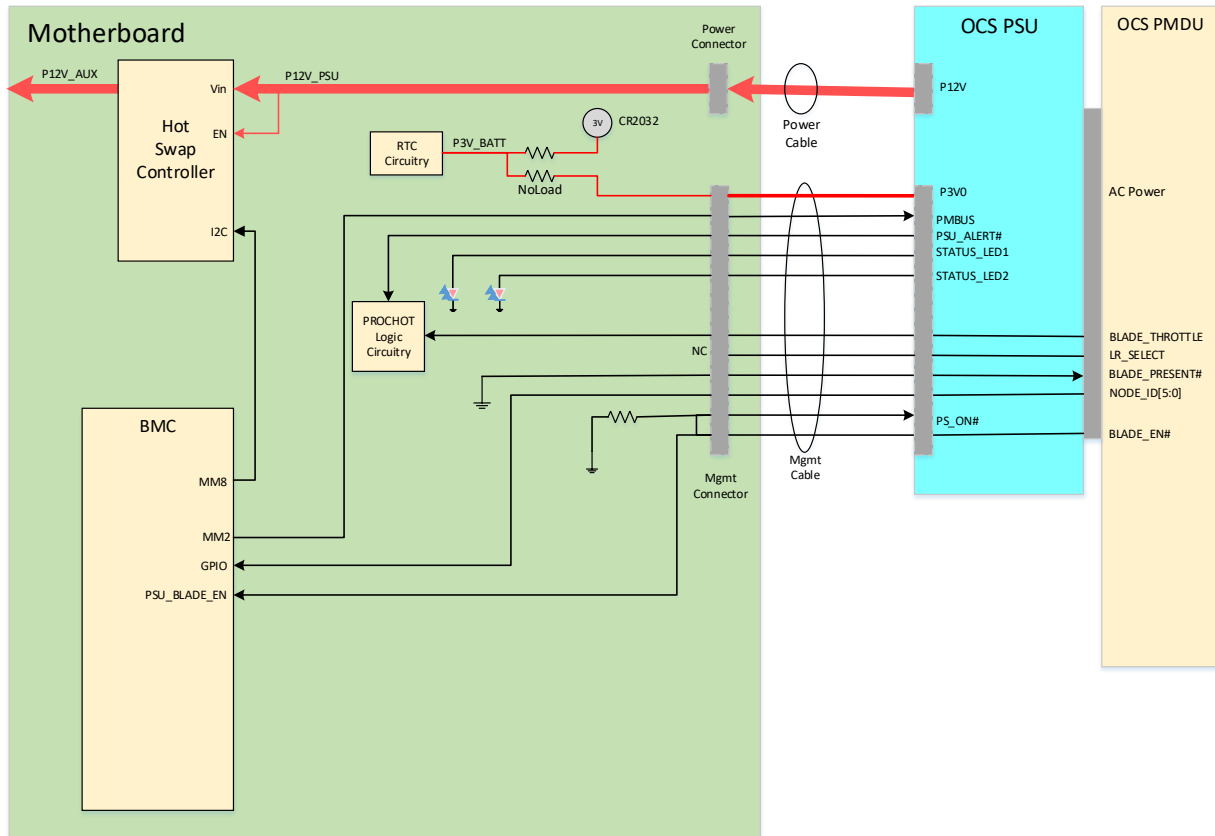 Motherboard
Power
Connector
OCS PSU
OCS PMDU
P12V_AUX
P12V_PSU
Vin
EN
Hot
Swap
Controller
I2C
P12V
Power
Cable
3V
CR2032
RTC
Circuitry
P3V_BATT
NoLoad
P3V0
AC Power
PMBUS
PSU_ALERT#
STATUS_LED1
STATUS_LED2
PROCHOT
Logic
Circuitry
NC
BLADE_THROTTLE
LR_SELECT
BLADE_PRESENT#
NODE_ID[5:0]
PS_ON#
BLADE_EN#
Mgmt
Connector
Mgmt
Cable
BMC
MM8
MM2
GPIO
PSU_BLADE_EN